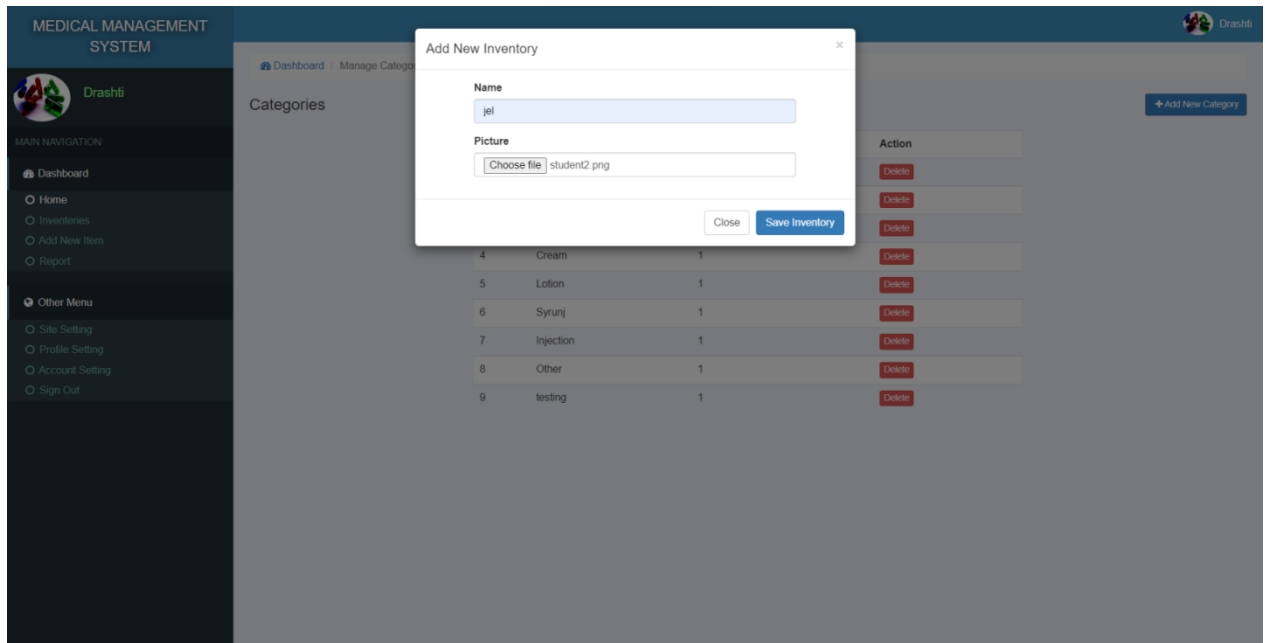 MEDICAL MANAGEMENT
SYSTEM
Drashti
Drashti
MAIN NAVIGATION
Dashboard
Home
Inventeries
Add New Item
Report
Other Menu
Site Setting
Profile Setting
Account Setting
Sign Out
Dashboard / Manage Catego
Categories
+ Add New Category
Add New Inventory ×
Name
jel
Picture
Choose file student2.png
Close Save Inventory
Action
Delete
Delete
Delete
4 Cream 1 Delete
5 Lotion 1 Delete
6 Syrunj 1 Delete
7 Injection 1 Delete
8 Other 1 Delete
9 testing 1 Delete